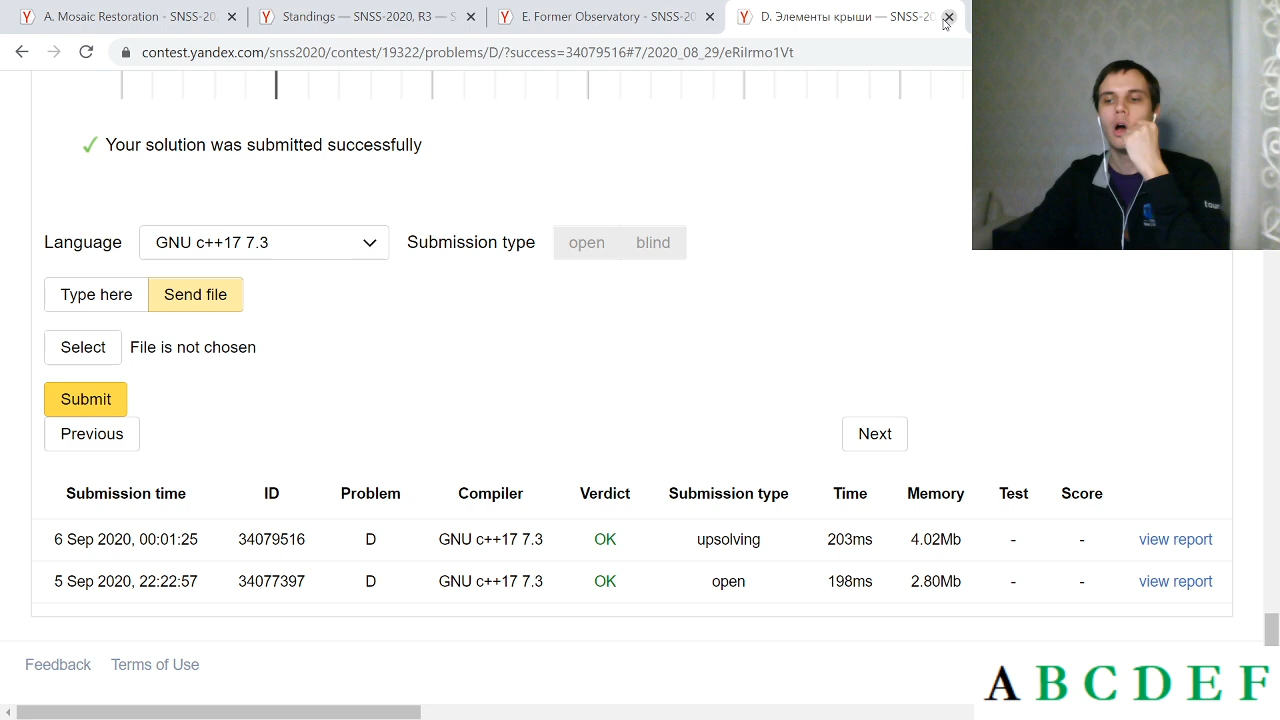 A. Mosaic Restoration - SNSS-20
Standings — SNSS-2020, R3 — S
E. Former Observatory - SNSS-20
D. Элементы крыши — SNSS-20
contest.yandex.com/snss2020/contest/19322/problems/D/?success=34079516#7/2020_08_29/eRiIrmo1Vt
Your solution was submitted successfully
Language GNU c++17 7.3 Submission type open blind
Type here Send file
Select File is not chosen
Submit
Previous Next
Submission time ID Problem Compiler Verdict Submission type Time Memory Test Score
6 Sep 2020, 00:01:25 34079516 D GNU c++17 7.3 OK upsolving 203ms 4.02Mb - - view report
5 Sep 2020, 22:22:57 34077397 D GNU c++17 7.3 OK open 198ms 2.80Mb - - view report
Feedback Terms of Use
A B C D E F